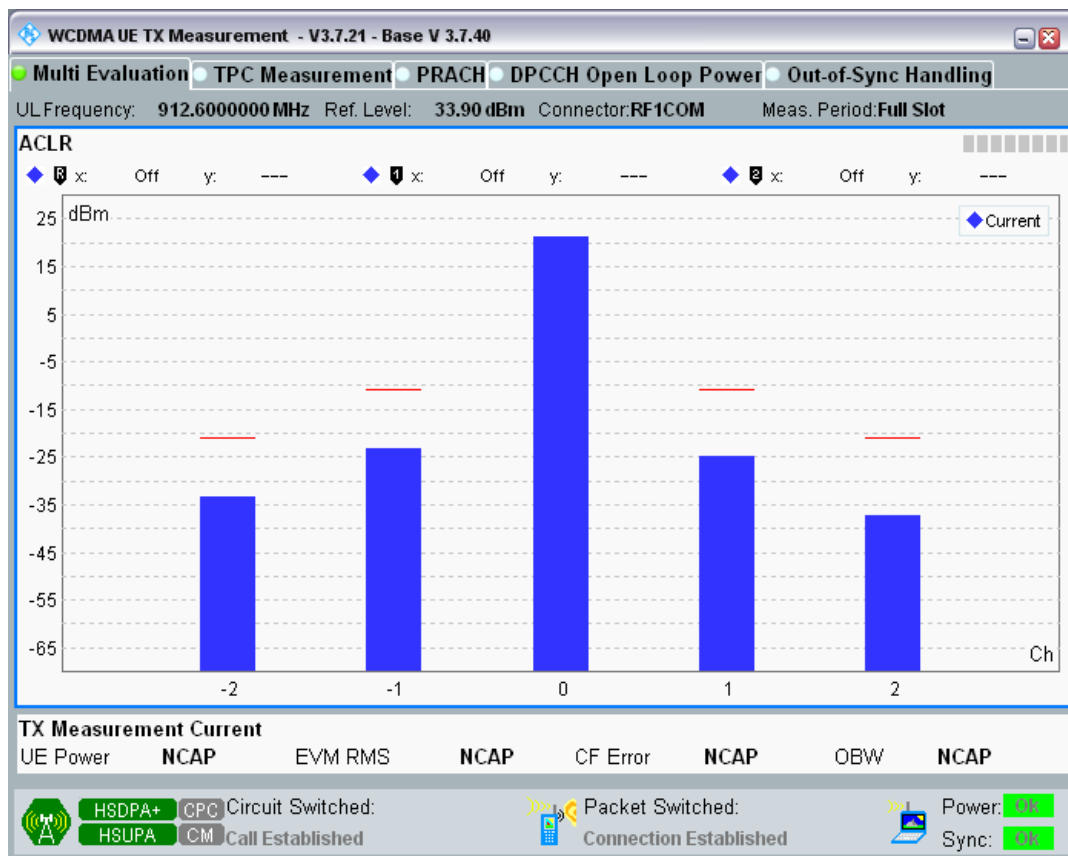 WCDMA UE TX Measurement - V3.7.21 - Base V 3.7.40
Multi Evaluation TPC Measurement PRACH DPCCH Open Loop Power Out-of-Sync Handling
UL Frequency: 912.6000000 MHz Ref. Level: 33.90 dBm Connector:RF1COM Meas. Period:Full Slot
ACLR
R x: Off y: --- 1 x: Off y: --- 2 x: Off y: ---
25 dBm
Current
15
5
-5
-15
-25
-35
-45
-55
-65
Ch
-2 -1 0 1 2
TX Measurement Current
UE Power NCAP EVM RMS NCAP CF Error NCAP OBW NCAP
HSDPA+ CPC Circuit Switched: Packet Switched: Power: OK
HSUPA CM Call Established Connection Established Sync: OK